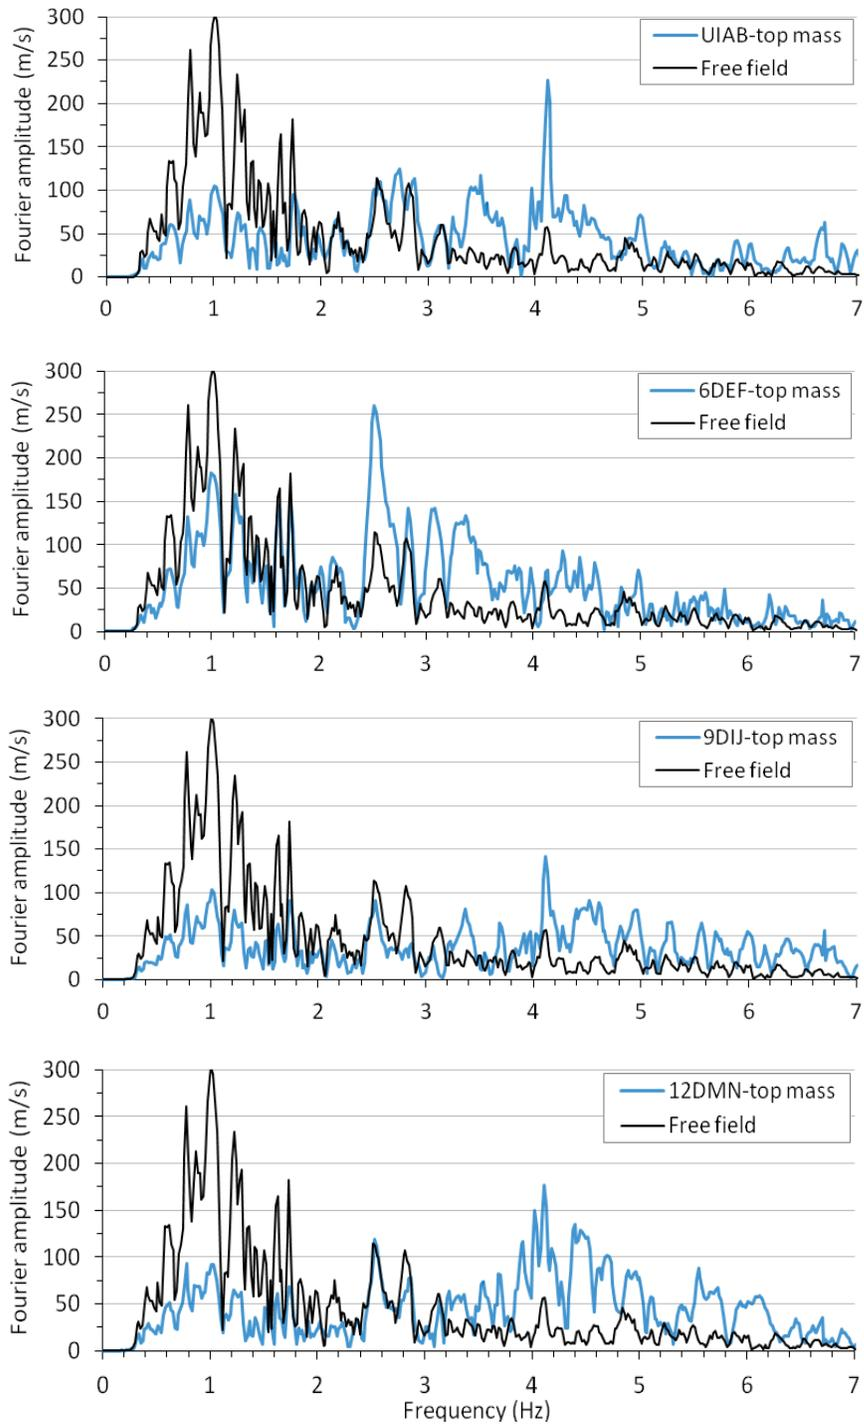 Fourier amplitude (m/s)
300
250
200
150
100
50
0
UIAB-top mass
Free field
0 1 2 3 4 5 6 7
Fourier amplitude (m/s)
300
250
200
150
100
50
0
6DEF-top mass
Free field
0 1 2 3 4 5 6 7
Fourier amplitude (m/s)
300
250
200
150
100
50
0
9DIJ-top mass
Free field
0 1 2 3 4 5 6 7
Fourier amplitude (m/s)
300
250
200
150
100
50
0
12DMN-top mass
Free field
0 1 2 3 4 5 6 7
Frequency (Hz)